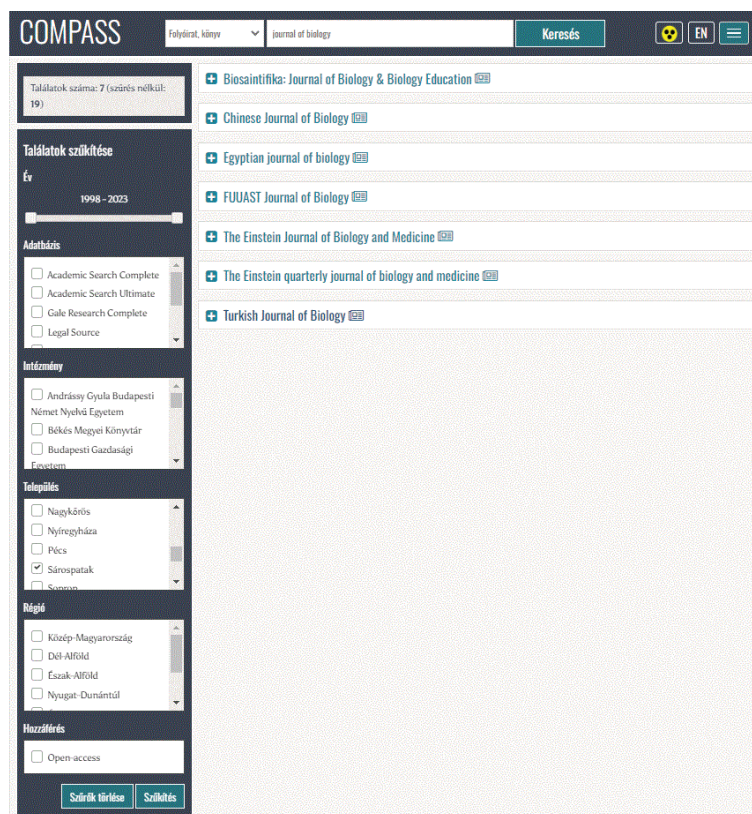 COMPASS
Folyóirat, könyv
journal of biology
Keresés
EN
Találatok száma: 7 (szűrés nélkül:
19)
Találatok szűkítése
Év
1998 - 2023
Adatbázis
Academic Search Complete
Academic Search Ultimate
Gale Research Complete
Legal Source
Intézmény
Andrássy Gyula Budapesti
Német Nyelvű Egyetem
Békés Megyei Könyvtár
Budapesti Gazdasági
Egyetem
Település
Nagykőrös
Nyíregyháza
Pécs
Sárospatak
Sopron
Régió
Közép-Magyarország
Dél-Alföld
Észak-Alföld
Nyugat-Dunántúl
Hozzáférés
Open-access
Szűrők törlése
Szűkítés
Biosaintifika: Journal of Biology & Biology Education
Chinese Journal of Biology
Egyptian journal of biology
FUUAST Journal of Biology
The Einstein Journal of Biology and Medicine
The Einstein quarterly journal of biology and medicine
Turkish Journal of Biology